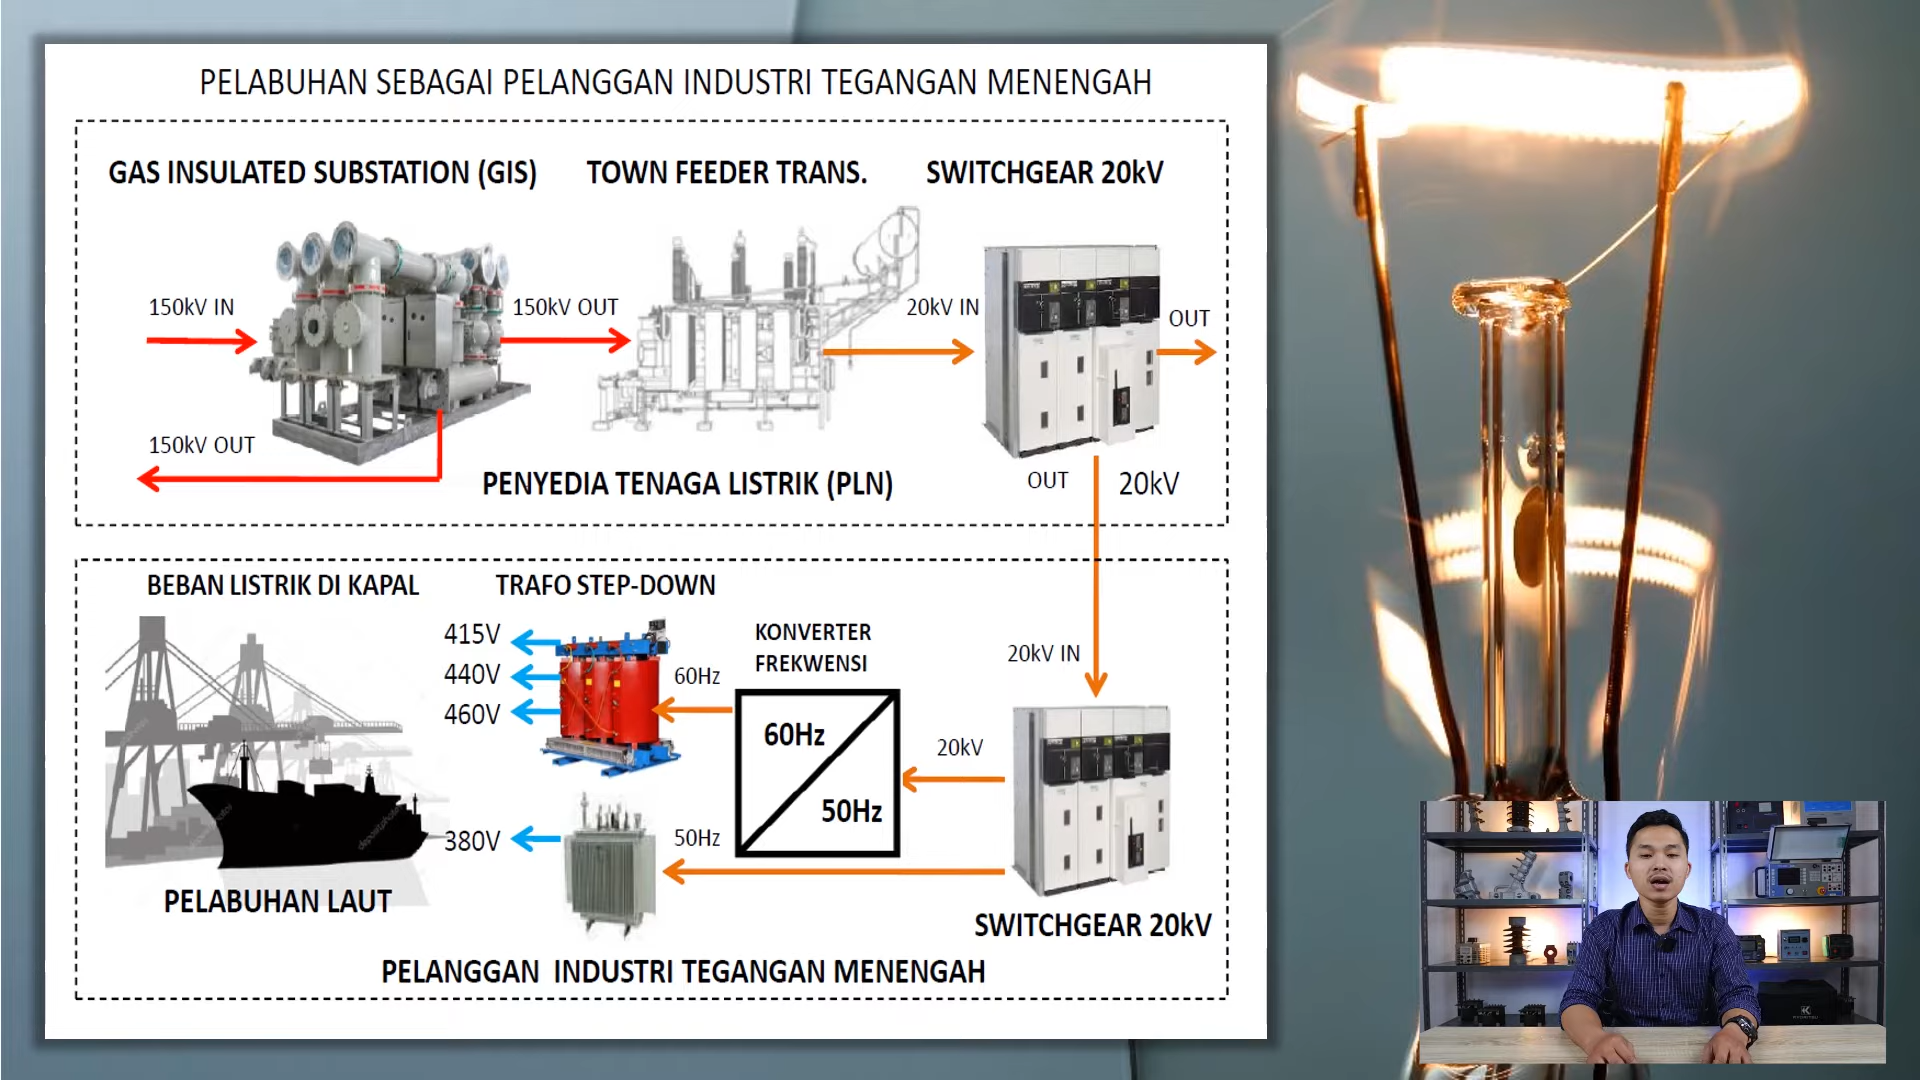 PELABUHAN SEBAGAI PELANGGAN INDUSTRI TEGANGAN MENENGAH
GAS INSULATED SUBSTATION (GIS)
TOWN FEEDER TRANS.
SWITCHGEAR 20kV
150kV IN
150kV OUT
20kV IN
OUT
150kV OUT
PENYEDIA TENAGA LISTRIK (PLN)
OUT
20kV
BEBAN LISTRIK DI KAPAL
TRAFO STEP-DOWN
415V
440V
460V
60Hz
KONVERTER
FREKWENSI
60Hz
50Hz
20kV IN
20kV
380V
50Hz
PELABUHAN LAUT
SWITCHGEAR 20kV
PELANGGAN INDUSTRI TEGANGAN MENENGAH